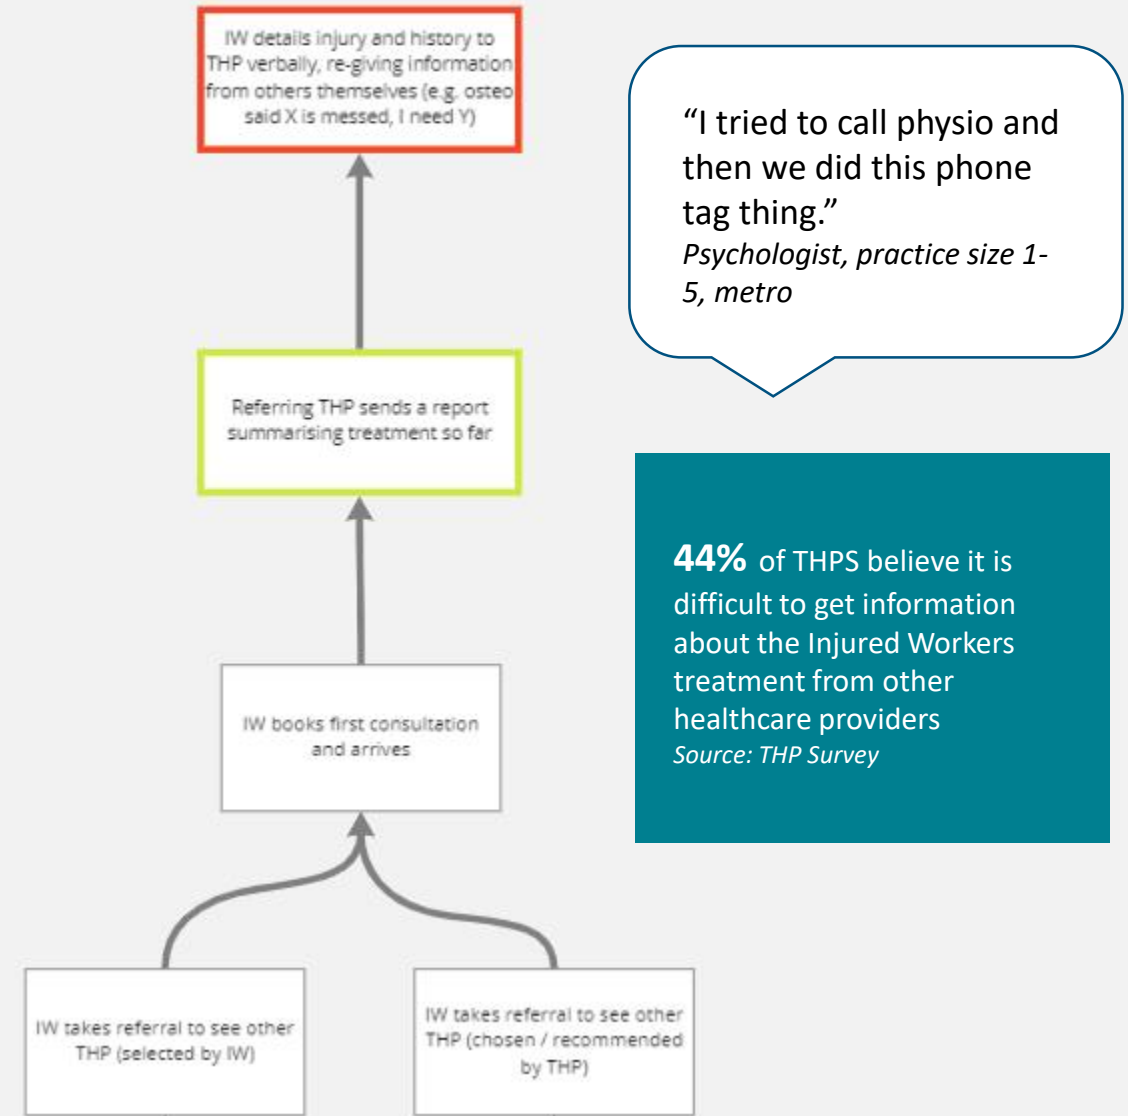 IW details injury and history to
THP verbally, re-giving information
from others themselves (e.g. osteo
said X is messed, I need Y)
“I tried to call physio and
then we did this phone
tag thing.”
Psychologist, practice size 1-
5, metro
Referring THP sends a report
summarising treatment so far
44% of THPS believe it is
difficult to get information
about the Injured Workers
treatment from other
healthcare providers
Source: THP Survey
IW books first consultation
and arrives
IW takes referral to see other
THP (selected by IW)
IW takes referral to see other
THP (chosen / recommended
by THP)